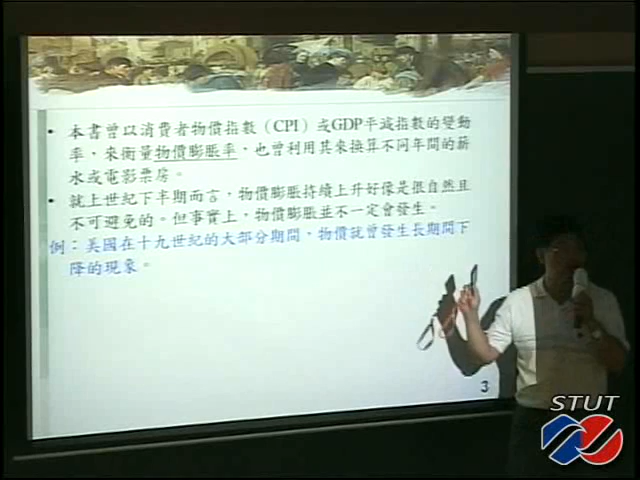 • 本書曾以消費者物價指數（CPI）或GDP平減指數的變動
率，來衡量物價膨脹率，也曾利用其來換算不同年間的薪
水或電影票房。
• 就上世紀下半期而言，物價膨脹持續上升好像是很自然且
不可避免的。但事實上，物價膨脹並不一定會發生。
例：美國在十九世紀的大部分期間，物價就曾發生長期間下
降的現象。
3
STUT